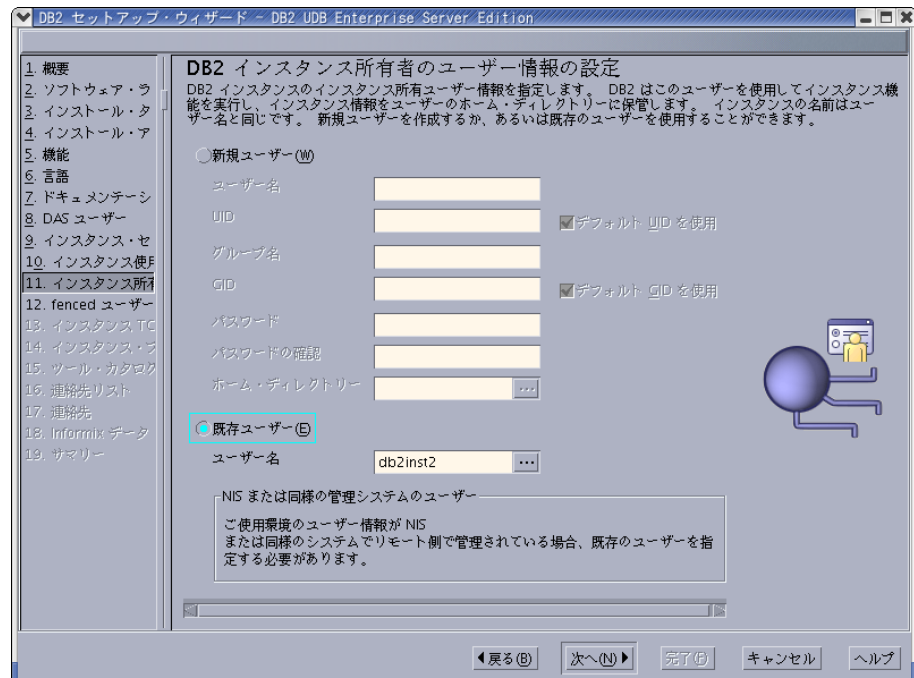 DB2 セットアップ・ウィザード - DB2 UDB Enterprise Server Edition
1. 概要
2. ソフトウェア・ラ
3. インストール・タ
4. インストール・ア
5. 機能
6. 言語
7. ドキュメンテーシ
8. DAS ユーザー
9. インスタンス・セ
10. インスタンス使用
11. インスタンス所有
12. fenced ユーザー
13. インスタンス TC
14. インスタンス・プ
15. ツール・カタログ
16. 連絡先リスト
17. 連絡先
18. Informix データ
19. サマリー
DB2 インスタンス所有者のユーザー情報の設定
DB2 インスタンスのインスタンス所有ユーザー情報を指定します。 DB2 はこのユーザーを使用してインスタンス機
能を実行し、インスタンス情報をユーザーのホーム・ディレクトリーに保管します。 インスタンスの名前はユー
ザー名と同じです。 新規ユーザーを作成するか、あるいは既存のユーザーを使用することができます。
新規ユーザー(W)
ユーザー名
UID
デフォルト UID を使用
グループ名
GID
デフォルト GID を使用
パスワード
パスワードの確認
ホーム・ディレクトリー
...
既存ユーザー(E)
ユーザー名
db2inst2
...
NIS または同様の管理システムのユーザー
ご使用環境のユーザー情報が NIS
または同様のシステムでリモート側で管理されている場合、既存のユーザーを指
定する必要があります。
戻る(B)
次へ(N)
完了(F)
キャンセル
ヘルプ